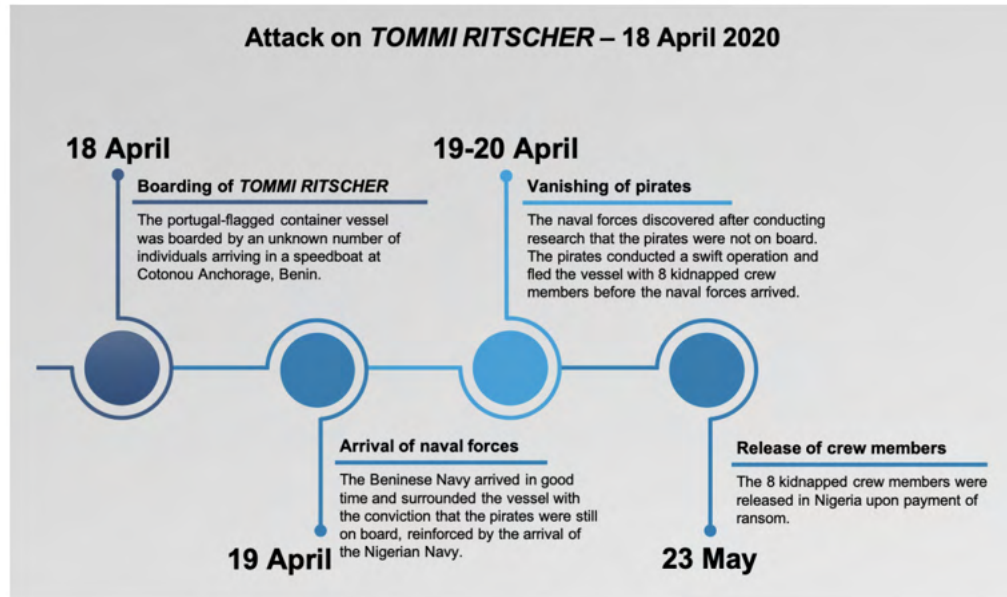 Attack on TOMMI RITSCHER – 18 April 2020
18 April
Boarding of TOMMI RITSCHER
The portugal-flagged container vessel
was boarded by an unknown number of
individuals arriving in a speedboat at
Cotonou Anchorage, Benin.
19-20 April
Vanishing of pirates
The naval forces discovered after conducting
research that the pirates were not on board.
The pirates conducted a swift operation and
fled the vessel with 8 kidnapped crew
members before the naval forces arrived.
Arrival of naval forces
The Beninese Navy arrived in good
time and surrounded the vessel with
the conviction that the pirates were still
on board, reinforced by the arrival of
the Nigerian Navy.
19 April
Release of crew members
The 8 kidnapped crew members were
released in Nigeria upon payment of
ransom.
23 May